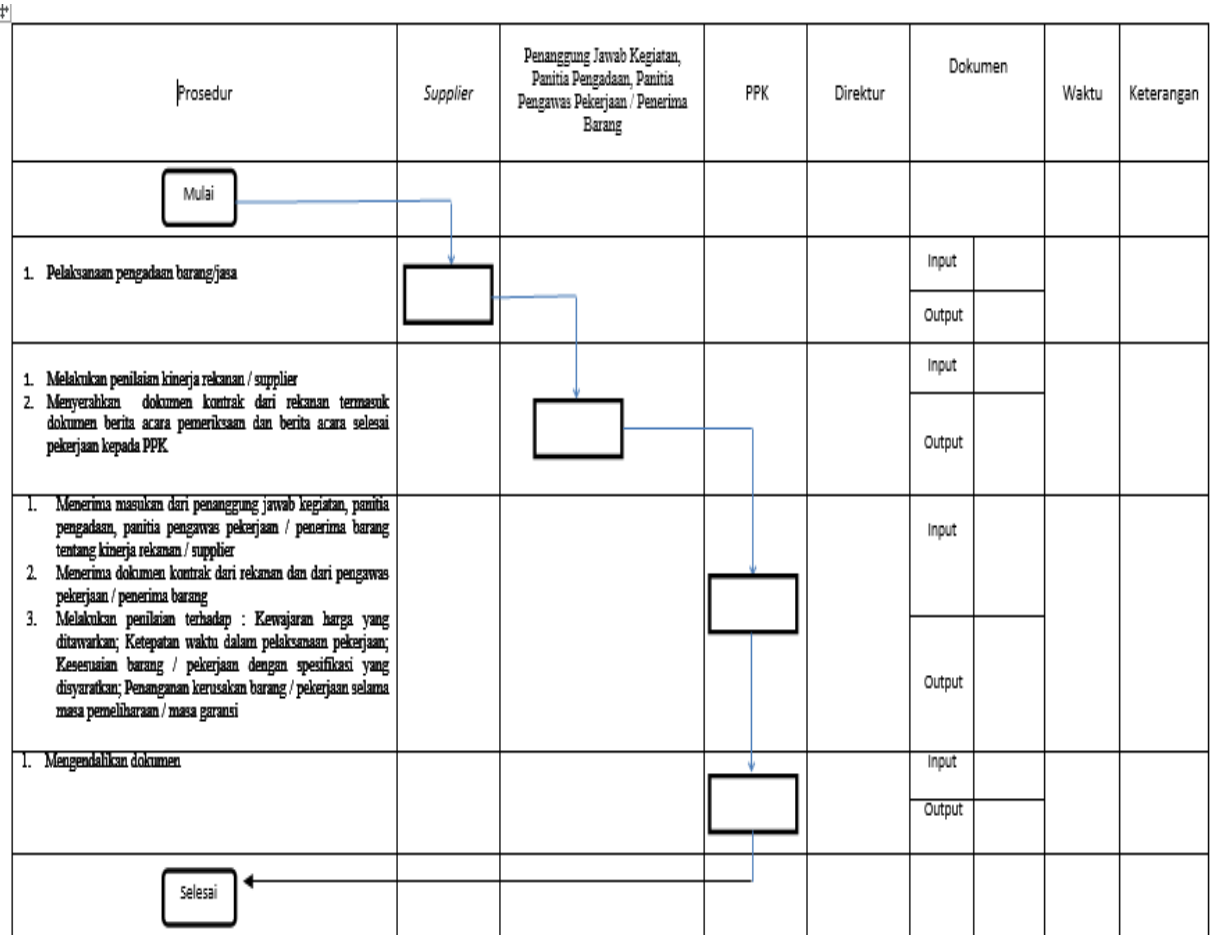 Prosedur
Supplier
Penanggung Jawab Kegiatan,
Panitia Pengadaan, Panitia
Pengawas Pekerjaan / Penerima
Barang
PPK
Direktur
Dokumen
Waktu
Keterangan
Mulai
1. Pelaksanaan pengadaan barang/jasa
Input
Output
1. Melakukan penilaian kinerja rekanan / supplier
2. Menyerahkan dokumen kontrak dari rekanan termasuk
dokumen berita acara pemeriksaan dan berita acara selesai
pekerjaan kepada PPK
Input
Output
1. Menerima masukan dari penanggung jawab kegiatan, panitia
pengadaan, panitia pengawas pekerjaan / penerima barang
tentang kinerja rekanan / supplier
2. Menerima dokumen kontrak dari rekanan dan dari pengawas
pekerjaan / penerima barang
3. Melakukan penilaian terhadap : Kewajaran harga yang
ditawarkan; Ketepatan waktu dalam pelaksanaan pekerjaan;
Kesesuaian barang / pekerjaan dengan spesifikasi yang
disyaratkan; Penanganan kerusakan barang / pekerjaan selama
masa pemeliharaan / masa garansi
Input
Output
1. Mengendalikan dokumen
Input
Output
Selesai